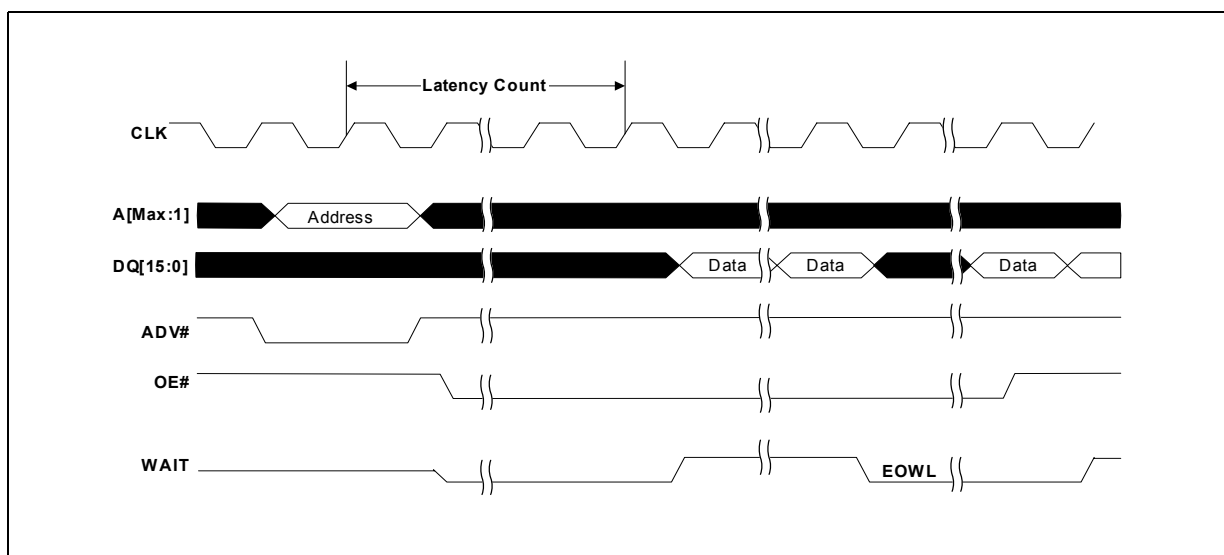 Latency Count
CLK
A[Max:1]
Address
DQ[15:0]
Data
Data
Data
ADV#
OE#
WAIT
EOWL